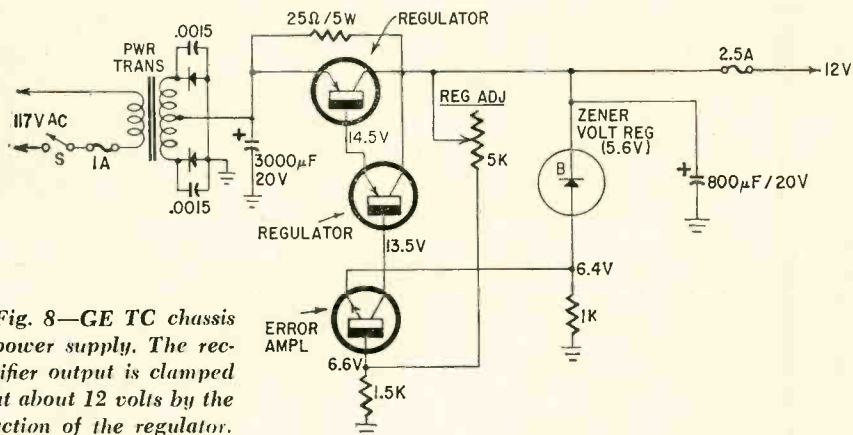 25Ω/5W
REGULATOR
.0015
PWR
TRANS
2.5A
12V
REG ADJ
ZENER
VOLT REG
(5.6V)
117V AC
S
1A
+
3000µF
20V
14.5V
5K
B
+
800µF/20V
.0015
REGULATOR
13.5V
6.4V
ERROR
AMPL
1K
6.6V
1.5K
Fig. 8—GE TC chassis
power supply. The rec-
tifier output is clamped
at about 12 volts by the
action of the regulator.